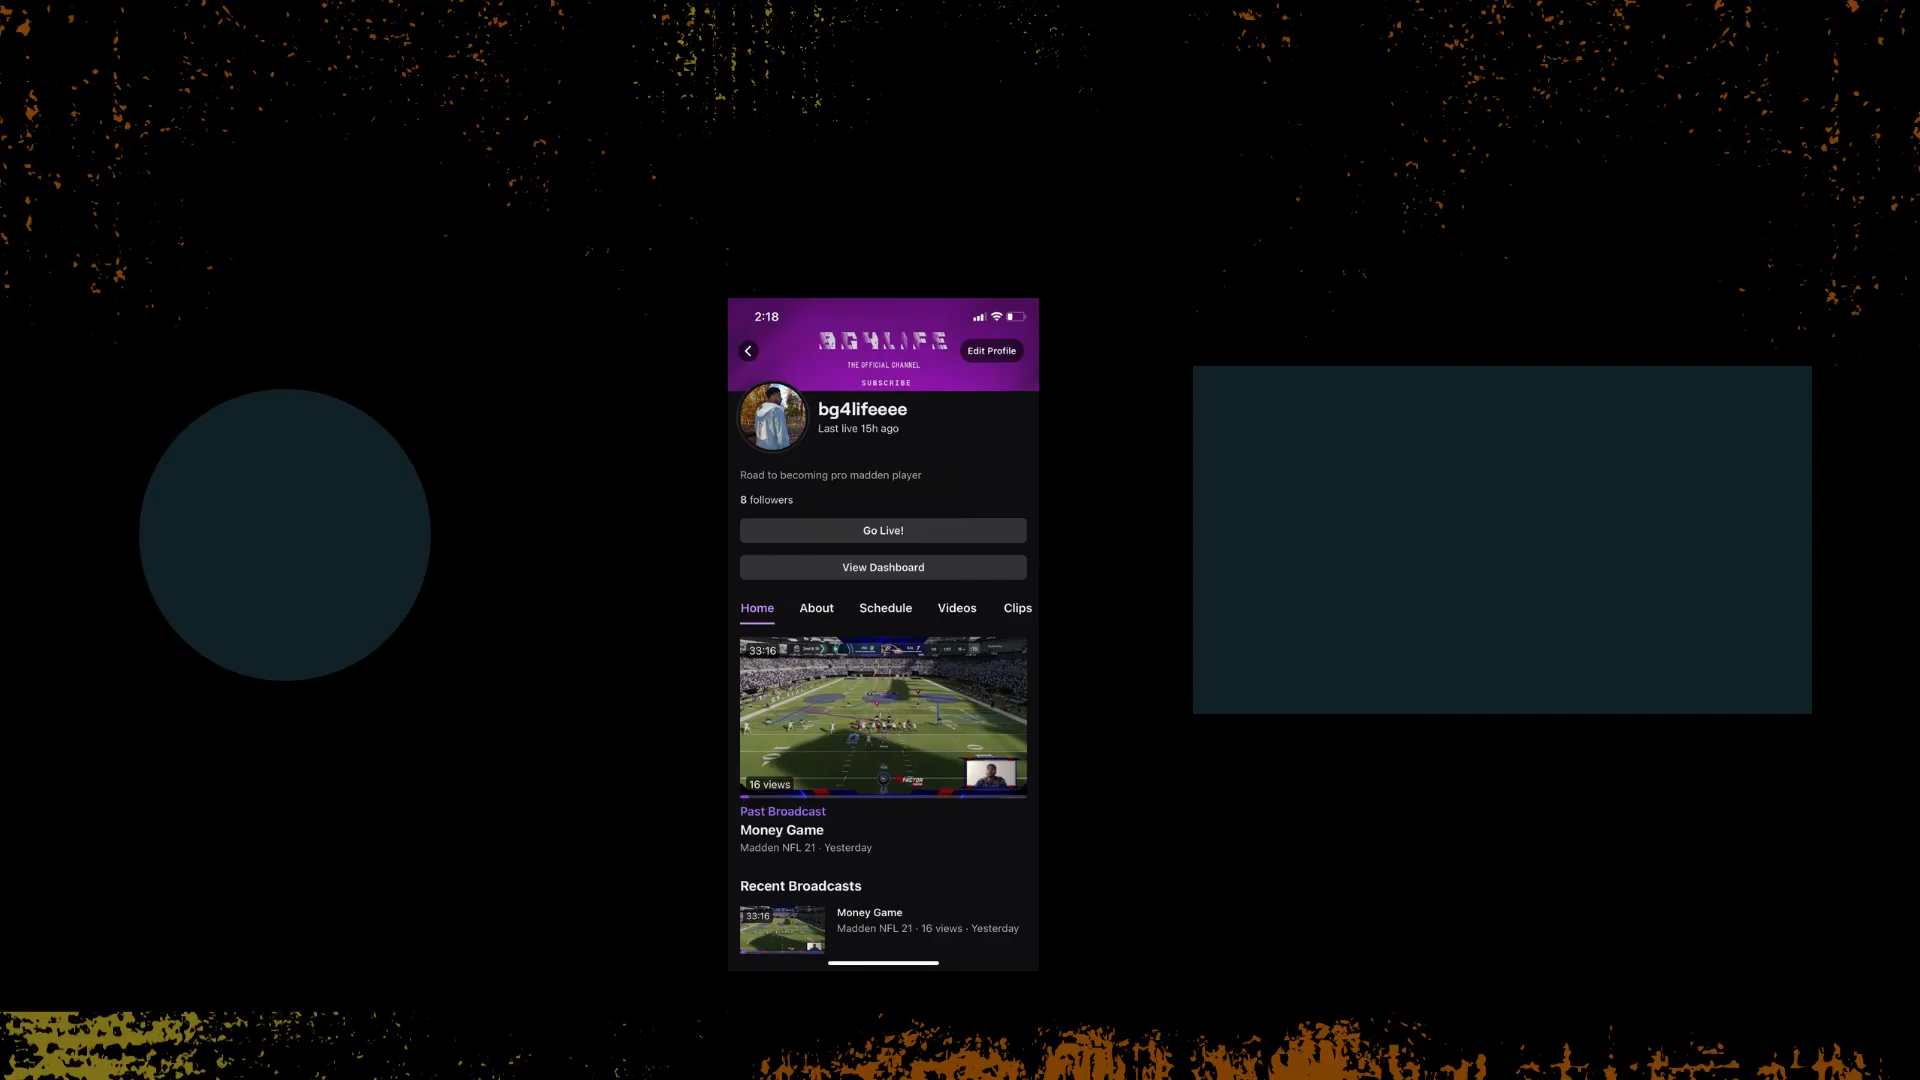 2:18
BG4LIFE
Edit Profile
THE OFFICIAL CHANNEL
SUBSCRIBE
bg4lifeeee
Last live 15h ago
Road to becoming pro madden player
8 followers
Go Live!
View Dashboard
Home About Schedule Videos Clips
33:16
16 views
Past Broadcast
Money Game
Madden NFL 21 · Yesterday
Recent Broadcasts
33:16
Money Game
Madden NFL 21 · 16 views · Yesterday